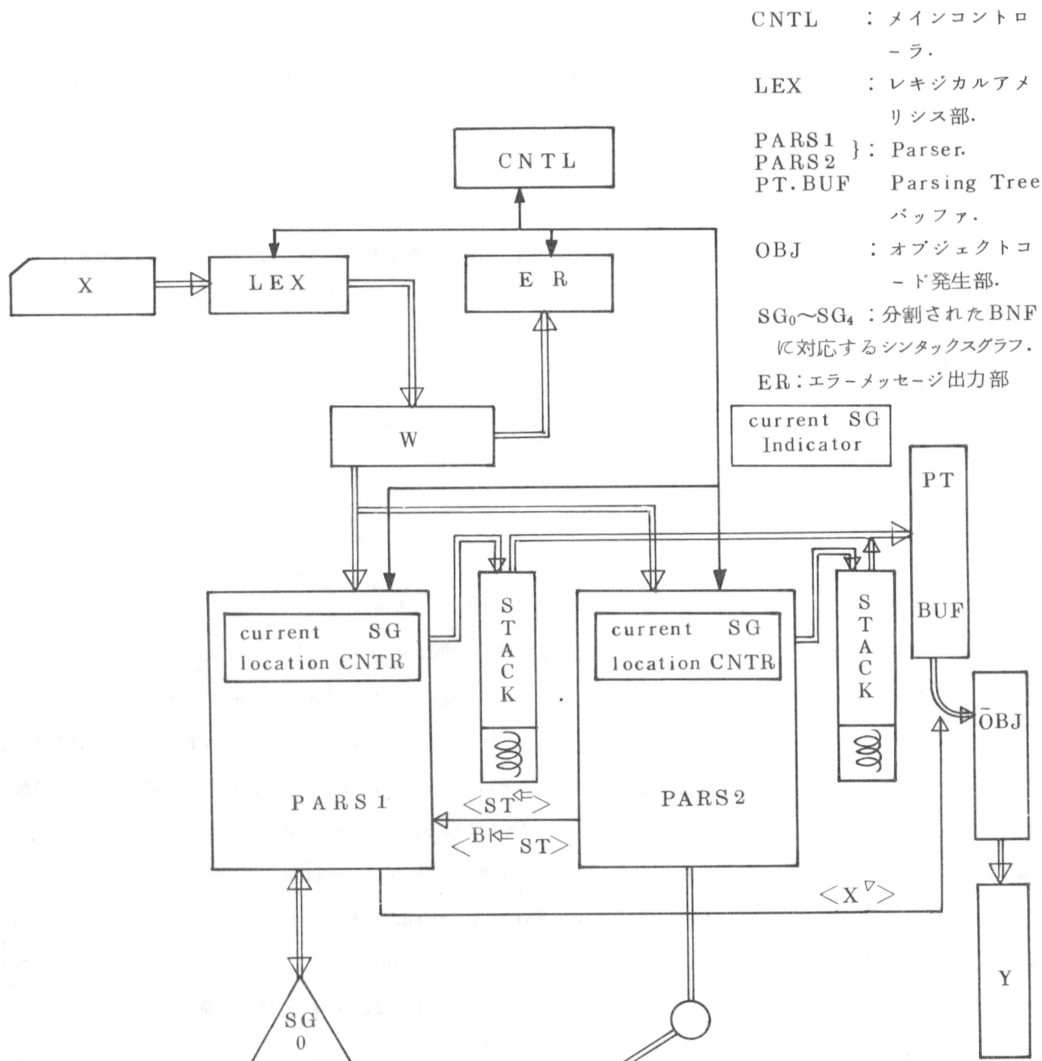 CNTL : メインコントロ
－ラ.
LEX : レキジカルアメ
リシス部.
PARS1
PARS2 }: Parser.
PT.BUF Parsing Tree
バッファ.
OBJ : オブジェクトコ
－ド発生部.
SG₀～SG₄ : 分割されたBNF
に対応するシンタックスグラフ.
ER：エラーメッセージ出力部
CNTL
X
LEX
E R
W
current SG
Indicator
PT
BUF
current SG
location CNTR
STACK
current SG
location CNTR
STACK
OBJ
PARS1
PARS2
<ST⇐>
<B|⇐ ST>
<X▽>
Y
SG
0